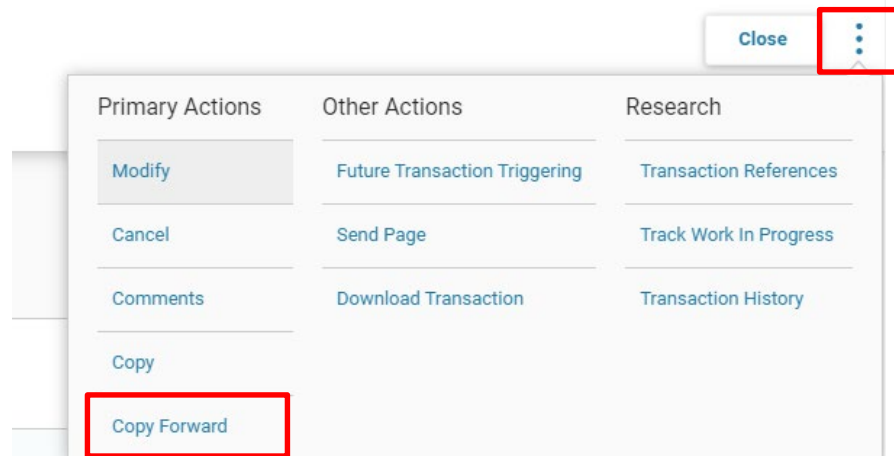 Close
Primary Actions
Modify
Cancel
Comments
Copy
Copy Forward
Other Actions
Future Transaction Triggering
Send Page
Download Transaction
Research
Transaction References
Track Work In Progress
Transaction History